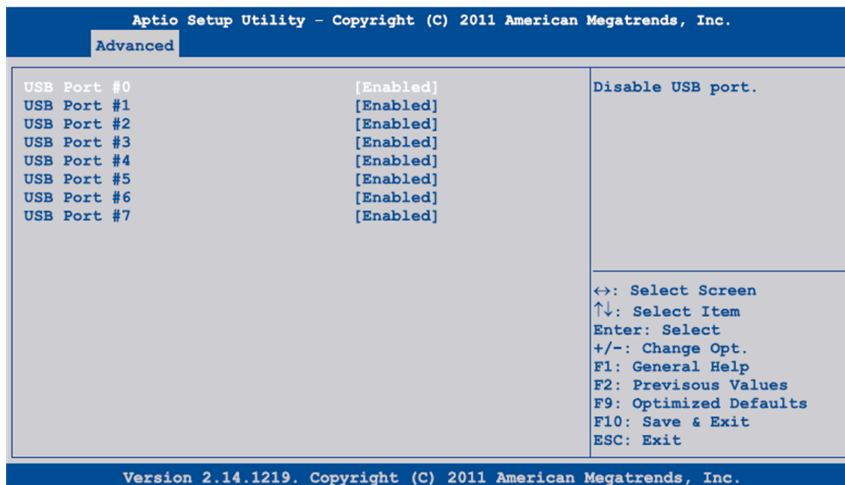 Aptio Setup Utility – Copyright (C) 2011 American Megatrends, Inc.
Advanced
USB Port #0 [Enabled]
USB Port #1 [Enabled]
USB Port #2 [Enabled]
USB Port #3 [Enabled]
USB Port #4 [Enabled]
USB Port #5 [Enabled]
USB Port #6 [Enabled]
USB Port #7 [Enabled]
Disable USB port.
↔: Select Screen
↑↓: Select Item
Enter: Select
+/-: Change Opt.
F1: General Help
F2: Previsous Values
F9: Optimized Defaults
F10: Save & Exit
ESC: Exit
Version 2.14.1219. Copyright (C) 2011 American Megatrends, Inc.